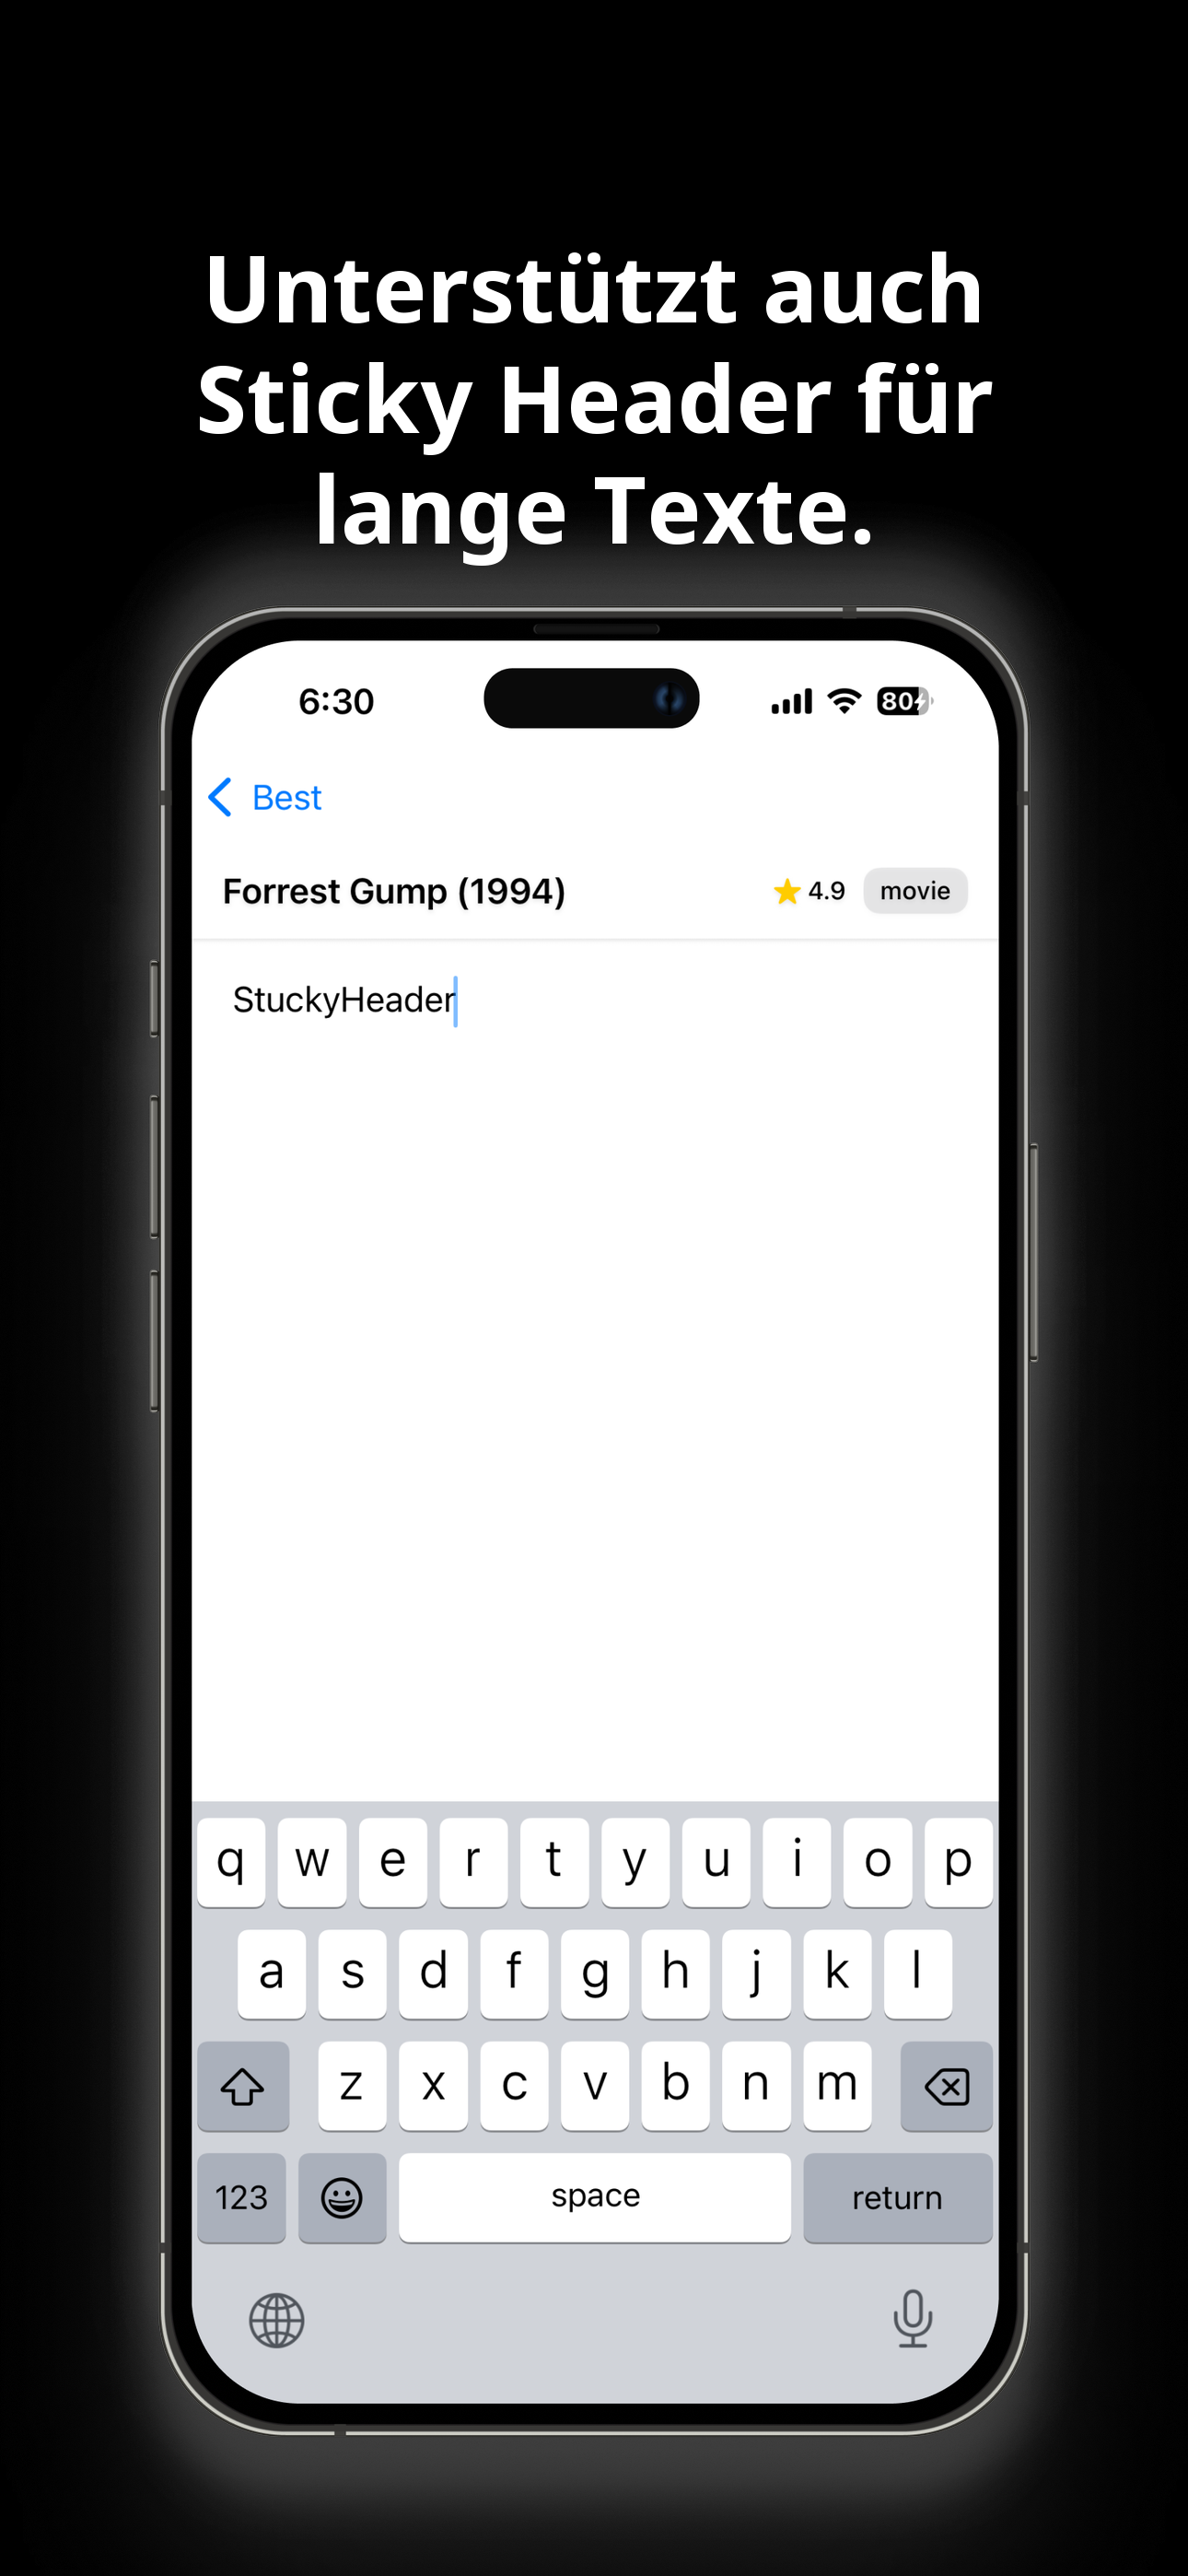 Unterstützt auch
Sticky Header für
lange Texte.
6:30 80
Best
Forrest Gump (1994) 4.9 movie
StuckyHeader
q w e r t y u i o p
a s d f g h j k l
z x c v b n m
123 space return